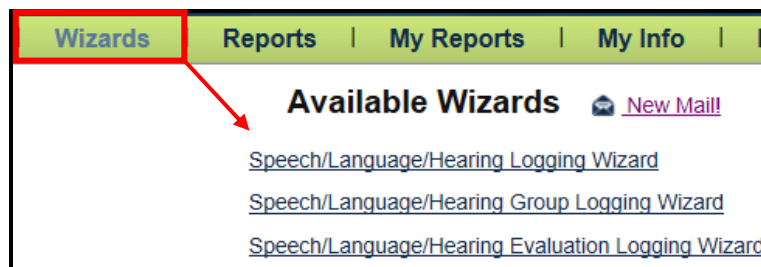 Wizards | Reports | My Reports | My Info |
Available Wizards New Mail!
Speech/Language/Hearing Logging Wizard
Speech/Language/Hearing Group Logging Wizard
Speech/Language/Hearing Evaluation Logging Wizard